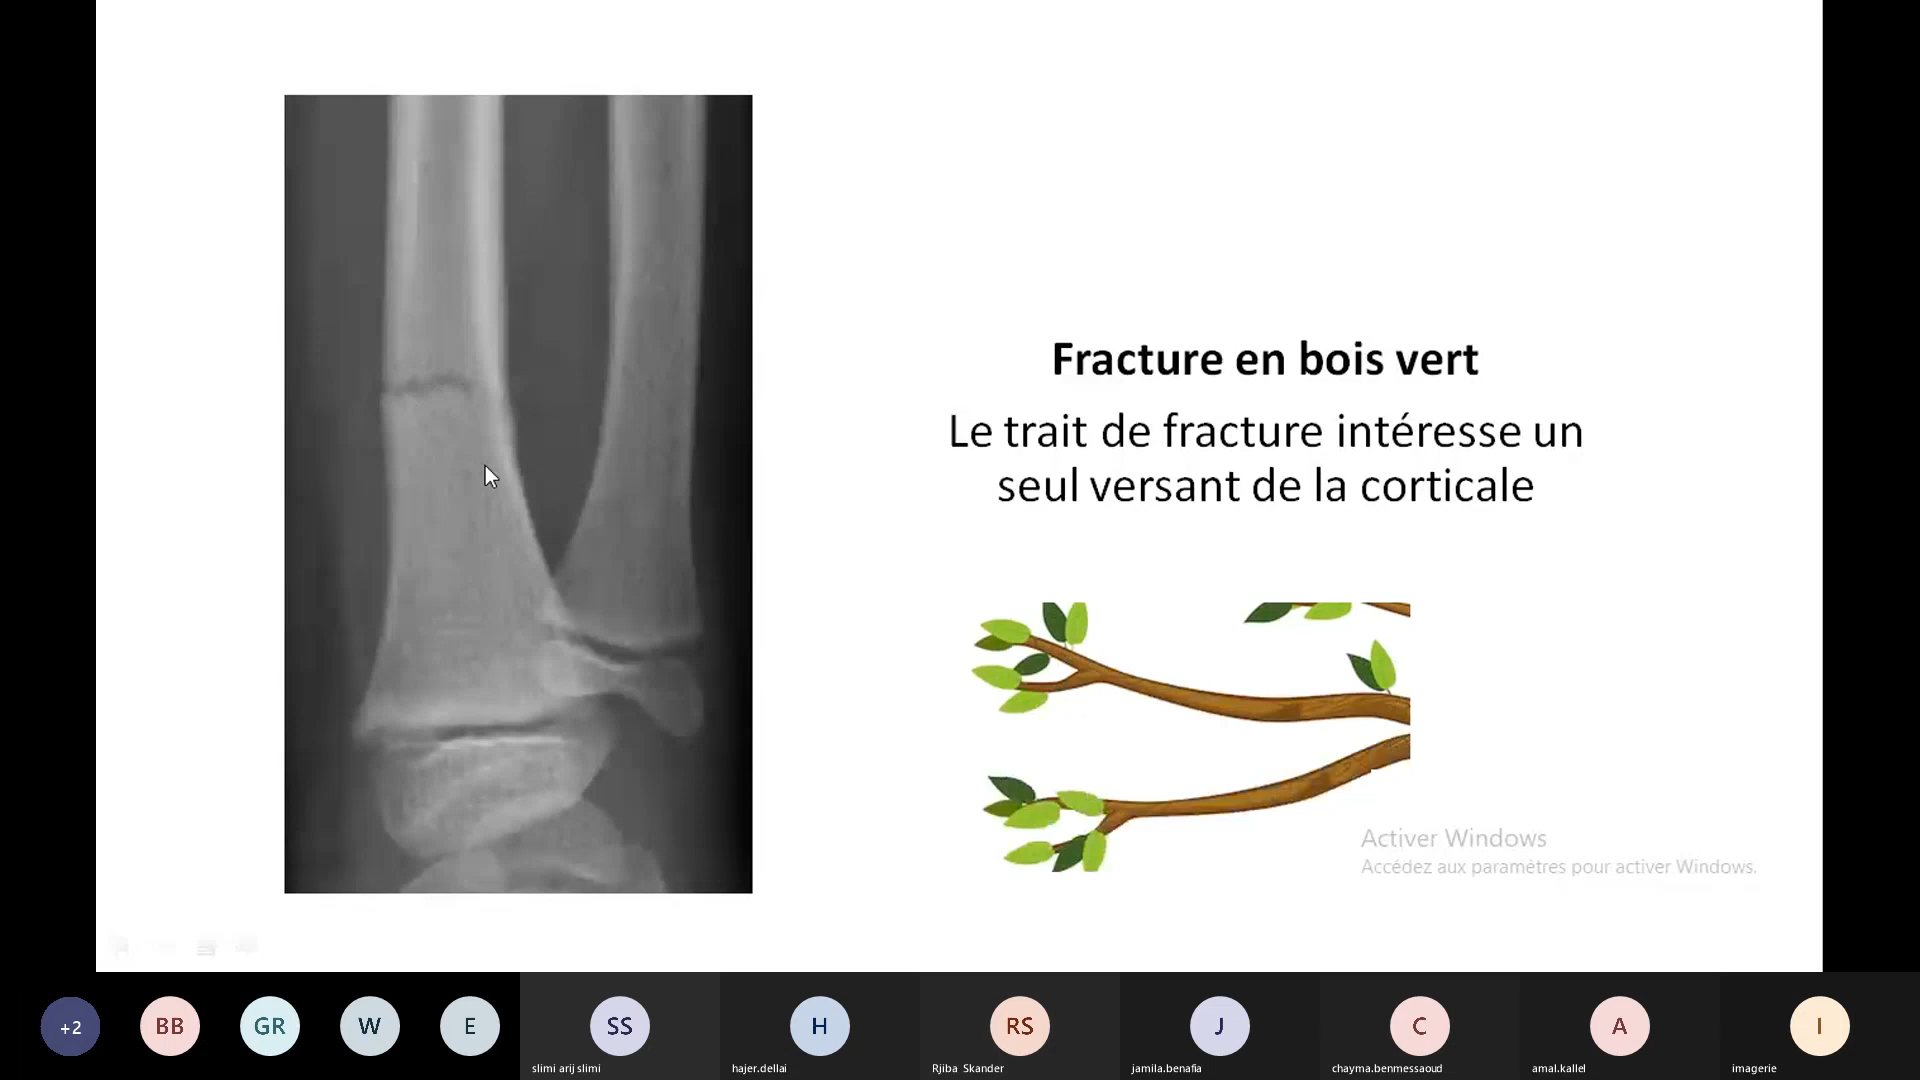 Fracture en bois vert
Le trait de fracture intéresse un
seul versant de la corticale
Activer Windows
Accédez aux paramètres pour activer Windows.
+2
BB
GR
W
E
SS
H
RS
J
C
A
I
slimi arij slimi
hajer.dellai
Rjiba Skander
jamila.benafia
chayma.benmessaoud
amal.kallel
imagerie